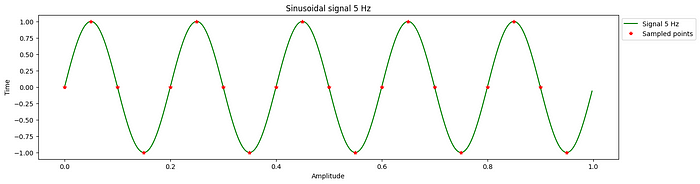 Sinusoidal signal 5 Hz
Signal 5 Hz
Sampled points
1.00
0.75
0.50
0.25
0.00
−0.25
−0.50
−0.75
−1.00
Time
0.0 0.2 0.4 0.6 0.8 1.0
Amplitude